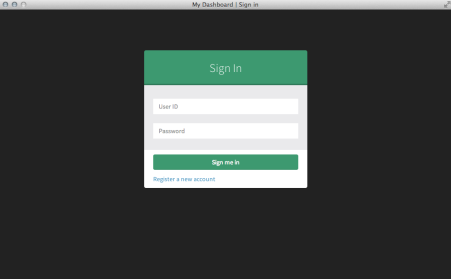 My Dashboard | Sign in
Sign In
User ID
Password
Sign me in
Register a new account